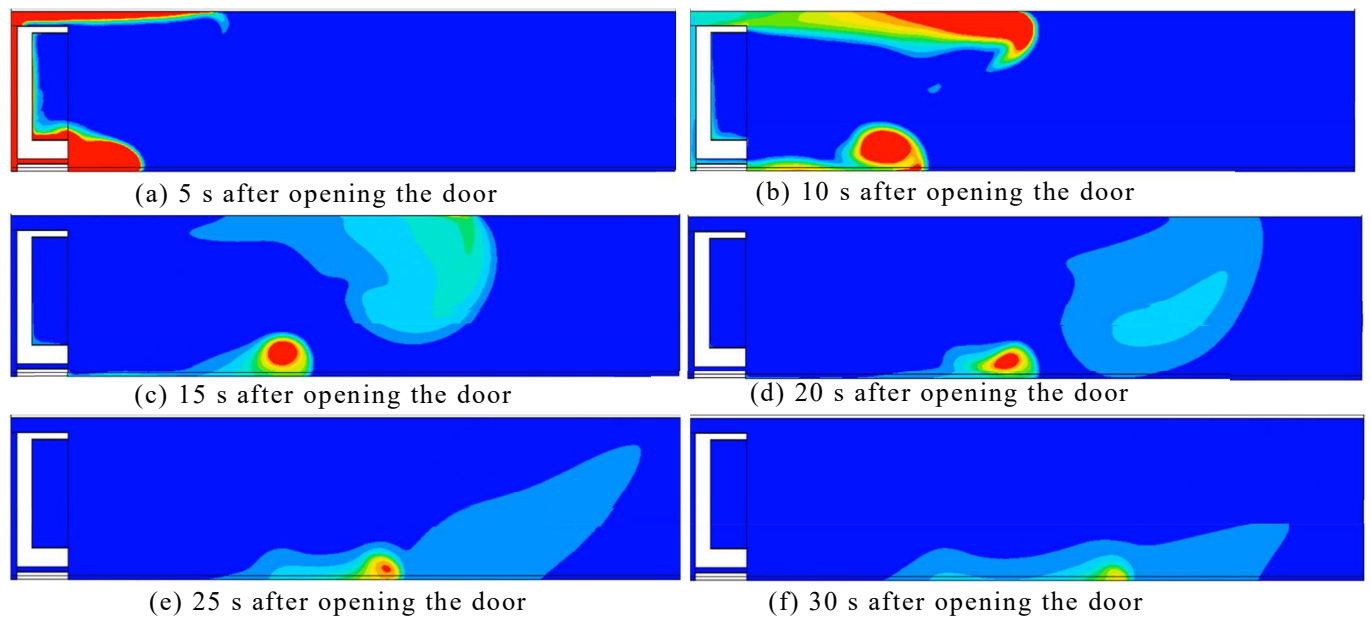 (a) 5 s after opening the door
(b) 10 s after opening the door
(c) 15 s after opening the door
(d) 20 s after opening the door
(e) 25 s after opening the door
(f) 30 s after opening the door